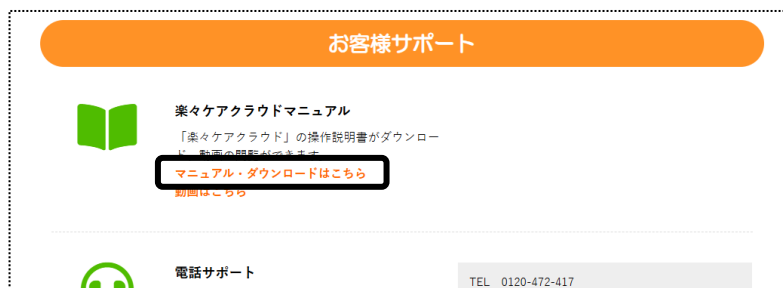 お客様サポート
楽々ケアクラウドマニュアル
「楽々ケアクラウド」の操作説明書がダウンロー
ド、動画の閲覧ができます。
マニュアル・ダウンロードはこちら
動画はこちら
電話サポート
TEL 0120-472-417